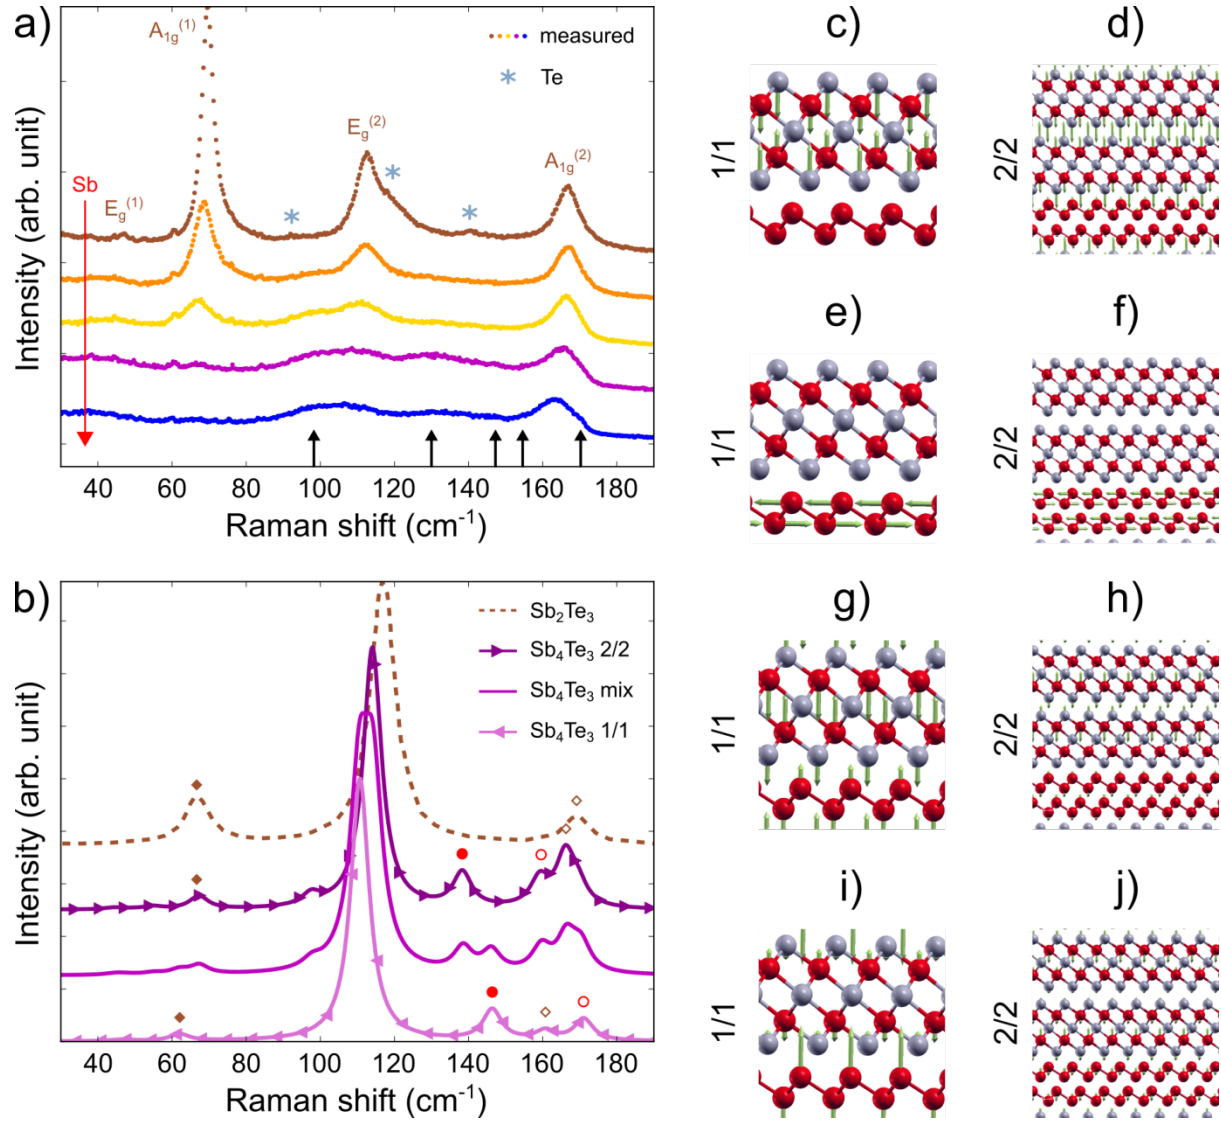 a)
A1g(1)
measured
Te
Eg(2)
A1g(2)
Sb
Eg(1)
Intensity (arb. unit)
40 60 80 100 120 140 160 180
Raman shift (cm-1)
b)
Sb2Te3
Sb4Te3 2/2
Sb4Te3 mix
Sb4Te3 1/1
Intensity (arb. unit)
40 60 80 100 120 140 160 180
Raman shift (cm-1)
c)
1/1
d)
2/2
e)
1/1
f)
2/2
g)
1/1
h)
2/2
i)
1/1
j)
2/2